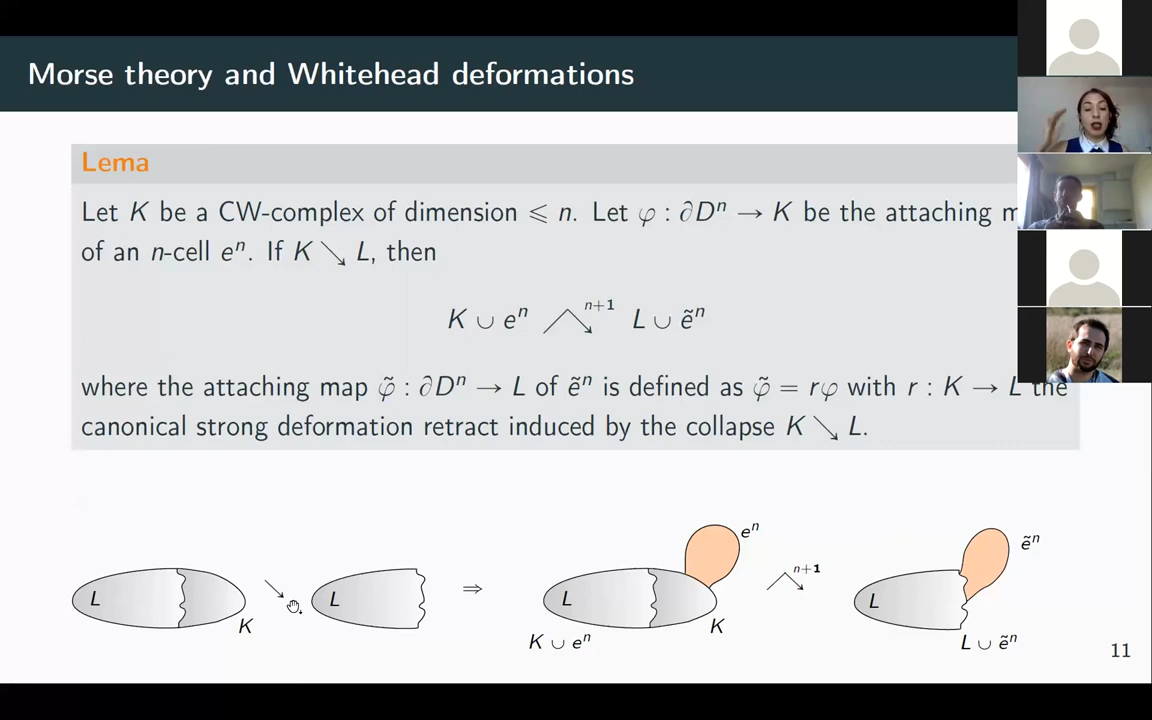 Morse theory and Whitehead deformations
Lema
Let K be a CW-complex of dimension ⩽ n. Let φ : ∂Dⁿ → K be the attaching m
of an n-cell eⁿ. If K ↘ L, then
K ∪ eⁿ ⟋↘ⁿ⁺¹ L ∪ ẽⁿ
where the attaching map φ̃ : ∂Dⁿ → L of ẽⁿ is defined as φ̃ = rφ with r : K → L the
canonical strong deformation retract induced by the collapse K ↘ L.
L K ↘ L ⇒ L K eⁿ K ∪ eⁿ ⟋↘ⁿ⁺¹ L ẽⁿ L ∪ ẽⁿ
11